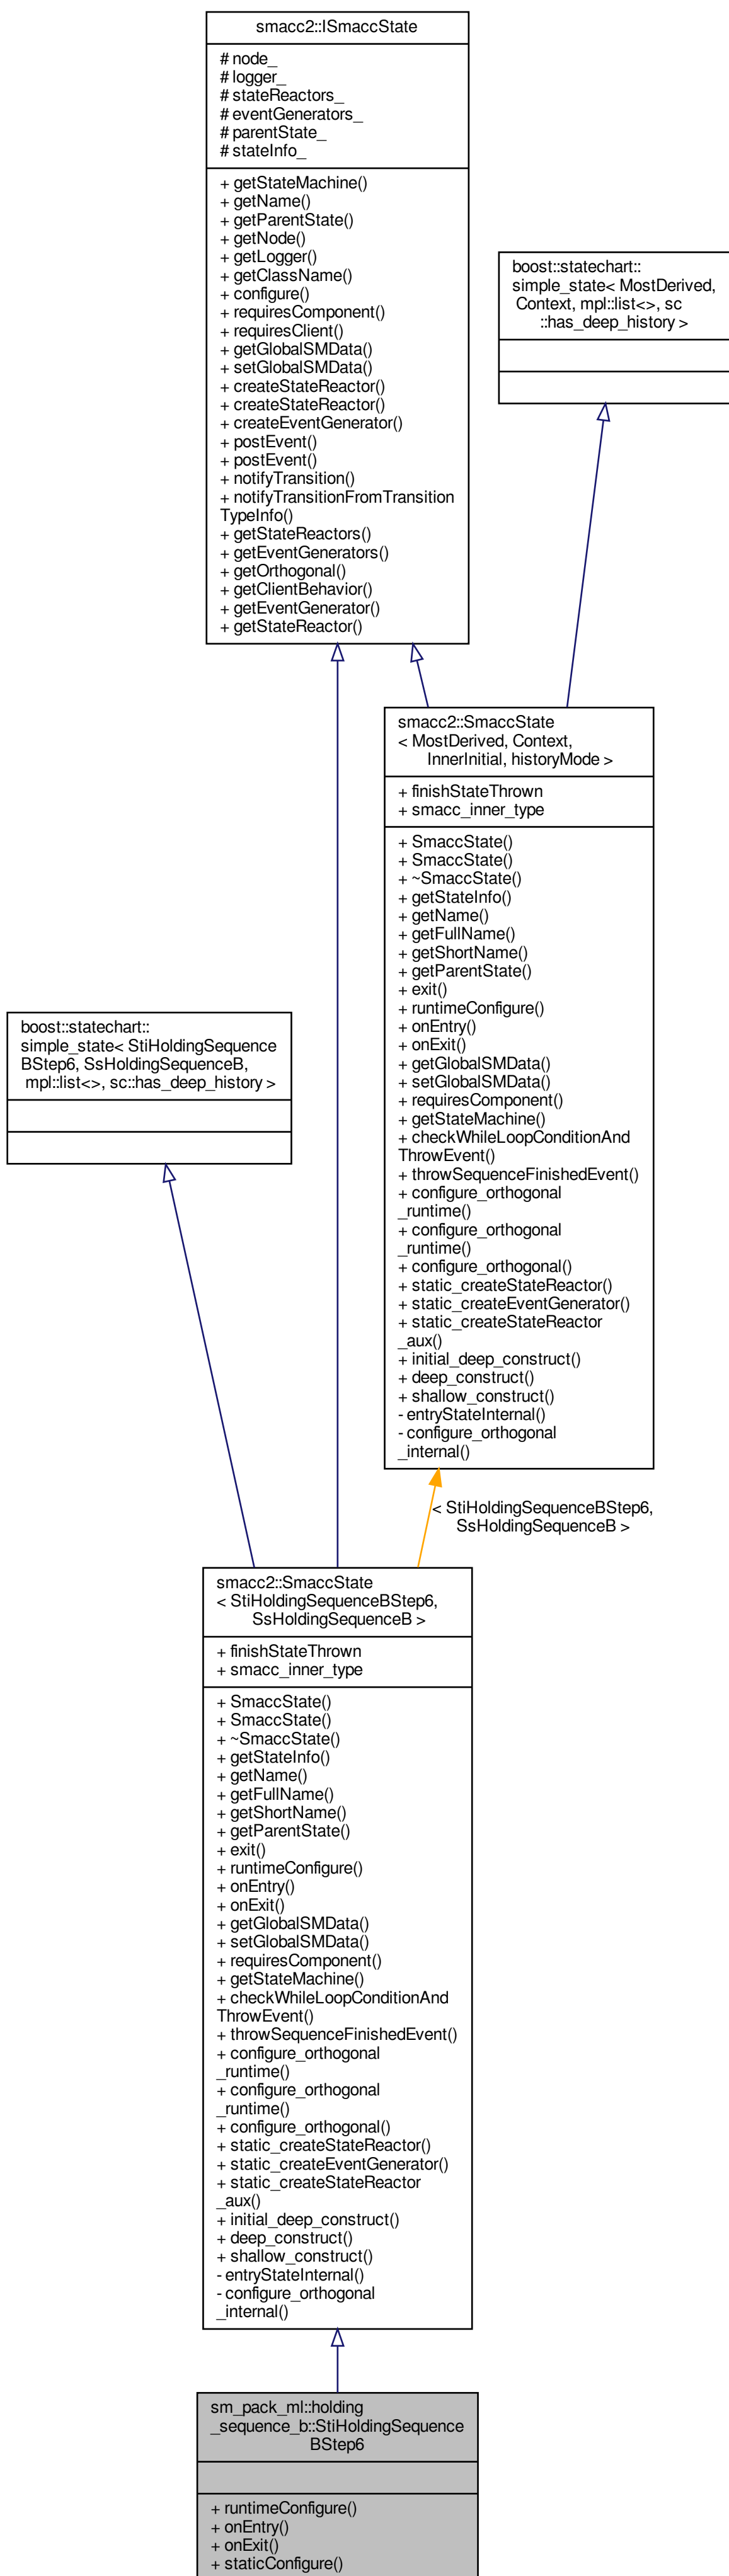 smacc2::ISmaccState
# node_
# logger_
# stateReactors_
# eventGenerators_
# parentState_
# stateInfo_
+ getStateMachine()
+ getName()
+ getParentState()
+ getNode()
+ getLogger()
+ getClassName()
+ configure()
+ requiresComponent()
+ requiresClient()
+ getGlobalSMData()
+ setGlobalSMData()
+ createStateReactor()
+ createStateReactor()
+ createEventGenerator()
+ postEvent()
+ postEvent()
+ notifyTransition()
+ notifyTransitionFromTransition
TypeInfo()
+ getStateReactors()
+ getEventGenerators()
+ getOrthogonal()
+ getClientBehavior()
+ getEventGenerator()
+ getStateReactor()
boost::statechart::
simple_state< MostDerived,
Context, mpl::list<>, sc
::has_deep_history >
smacc2::SmaccState
< MostDerived, Context,
InnerInitial, historyMode >
+ finishStateThrown
+ smacc_inner_type
+ SmaccState()
+ SmaccState()
+ ~SmaccState()
+ getStateInfo()
+ getName()
+ getFullName()
+ getShortName()
+ getParentState()
+ exit()
+ runtimeConfigure()
+ onEntry()
+ onExit()
+ getGlobalSMData()
+ setGlobalSMData()
+ requiresComponent()
+ getStateMachine()
+ checkWhileLoopConditionAnd
ThrowEvent()
+ throwSequenceFinishedEvent()
+ configure_orthogonal
_runtime()
+ configure_orthogonal
_runtime()
+ configure_orthogonal()
+ static_createStateReactor()
+ static_createEventGenerator()
+ static_createStateReactor
_aux()
+ initial_deep_construct()
+ deep_construct()
+ shallow_construct()
- entryStateInternal()
- configure_orthogonal
_internal()
boost::statechart::
simple_state< StiHoldingSequence
BStep6, SsHoldingSequenceB,
mpl::list<>, sc::has_deep_history >
< StiHoldingSequenceBStep6,
SsHoldingSequenceB >
smacc2::SmaccState
< StiHoldingSequenceBStep6,
SsHoldingSequenceB >
+ finishStateThrown
+ smacc_inner_type
+ SmaccState()
+ SmaccState()
+ ~SmaccState()
+ getStateInfo()
+ getName()
+ getFullName()
+ getShortName()
+ getParentState()
+ exit()
+ runtimeConfigure()
+ onEntry()
+ onExit()
+ getGlobalSMData()
+ setGlobalSMData()
+ requiresComponent()
+ getStateMachine()
+ checkWhileLoopConditionAnd
ThrowEvent()
+ throwSequenceFinishedEvent()
+ configure_orthogonal
_runtime()
+ configure_orthogonal
_runtime()
+ configure_orthogonal()
+ static_createStateReactor()
+ static_createEventGenerator()
+ static_createStateReactor
_aux()
+ initial_deep_construct()
+ deep_construct()
+ shallow_construct()
- entryStateInternal()
- configure_orthogonal
_internal()
sm_pack_ml::holding
_sequence_b::StiHoldingSequence
BStep6
+ runtimeConfigure()
+ onEntry()
+ onExit()
+ staticConfigure()